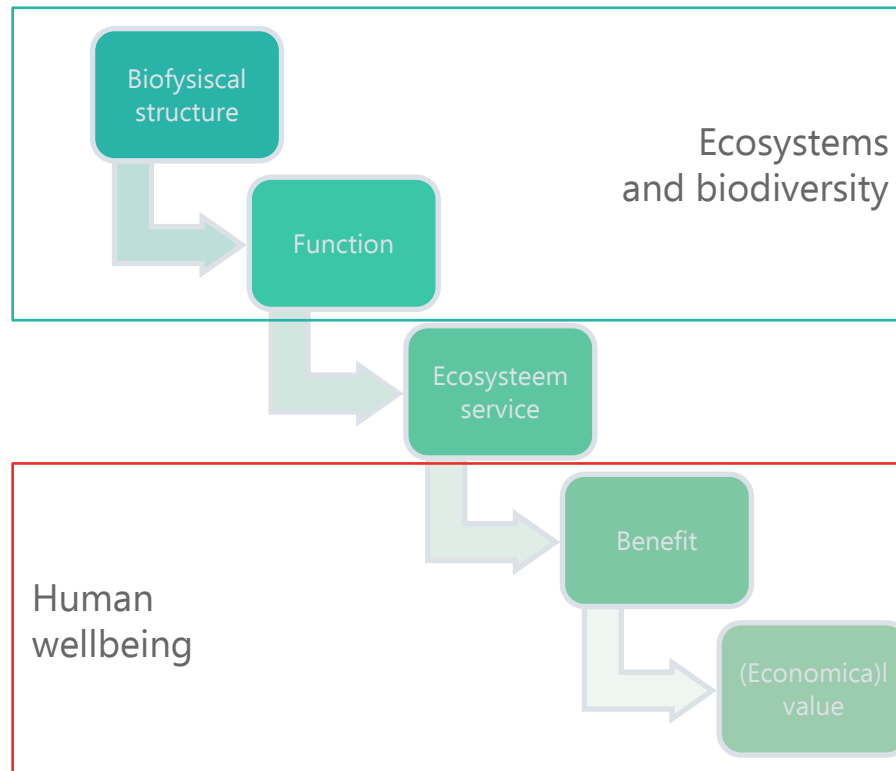 Biofysiscal
structure
Ecosystems
and biodiversity
Function
Ecosysteem
service
Benefit
Human
wellbeing
(Economica)l
value